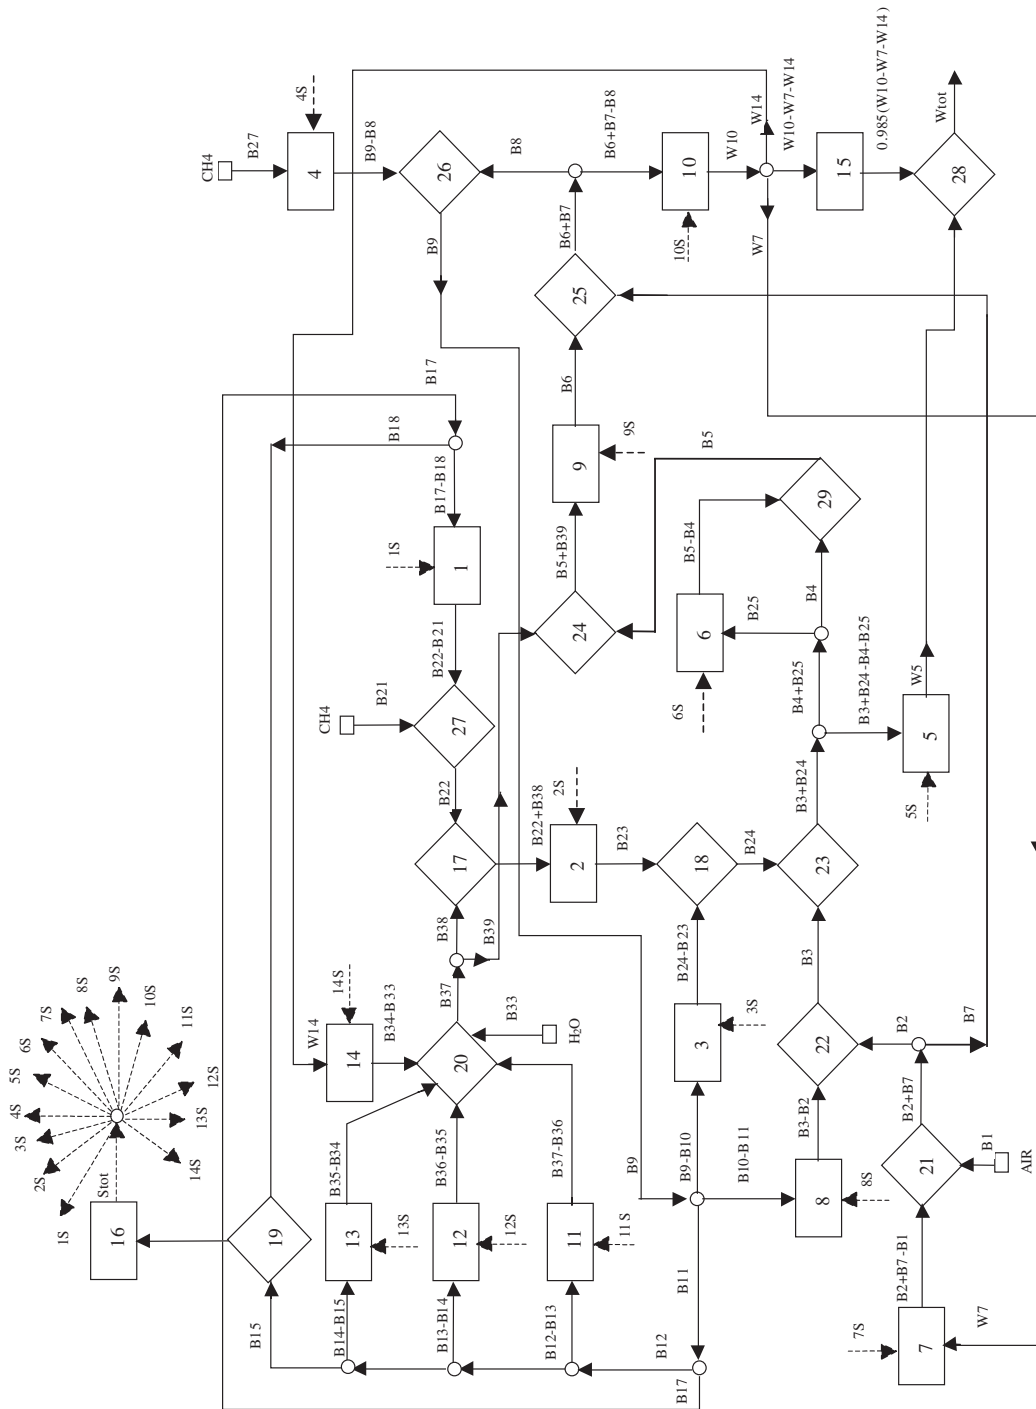 1S
2S
3S
4S
5S
6S
7S
8S
9S
10S
11S
12S
13S
14S
Stot
16
19
B15
B14-B15
13
13S
B35-B34
B13-B14
12
12S
B36-B35
B12-B13
11
11S
B37-B36
B12
B17
B11
W14
14
14S
B34-B33
20
B33
H2O
B37
B38
B39
17
B22
27
B21
CH4
B22-B21
1
1S
B17-B18
B18
B17
B22+B38
2
2S
B23
18
B24
B24-B23
3
3S
B9-B10
B10-B11
B9
8
8S
B3-B2
22
B3
23
B3+B24
B2
B7
B2+B7
21
B1
AIR
B2+B7-B1
7
7S
W7
B3+B24-B4-B25
5
5S
W5
B4+B25
B25
B4
6
6S
B5-B4
29
B5
24
B5+B39
9
9S
B6
25
B6+B7
B8
B6+B7-B8
10
10S
W10
W14
W7
W10-W7-W14
15
0.985(W10-W7-W14)
28
Wtot
26
B9
B9-B8
4
4S
B27
CH4